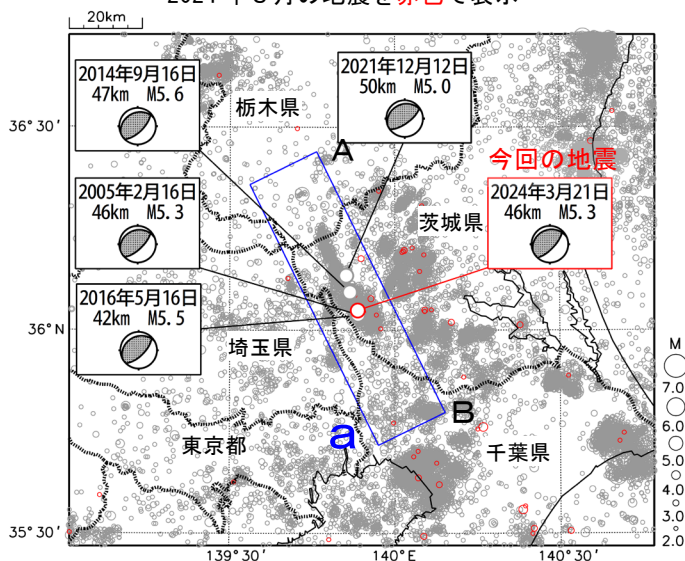 2024年3月の地震を赤色で表示
20km
2014年9月16日
47km M5.6
2021年12月12日
50km M5.0
栃木県
36°30′
A
今回の地震
2005年2月16日
46km M5.3
茨城県
2024年3月21日
46km M5.3
2016年5月16日
42km M5.5
36°N
埼玉県
M
7.0
6.0
5.0
4.0
3.0
2.0
B
a
東京都
千葉県
35°30′
139°30′
140°E
140°30′